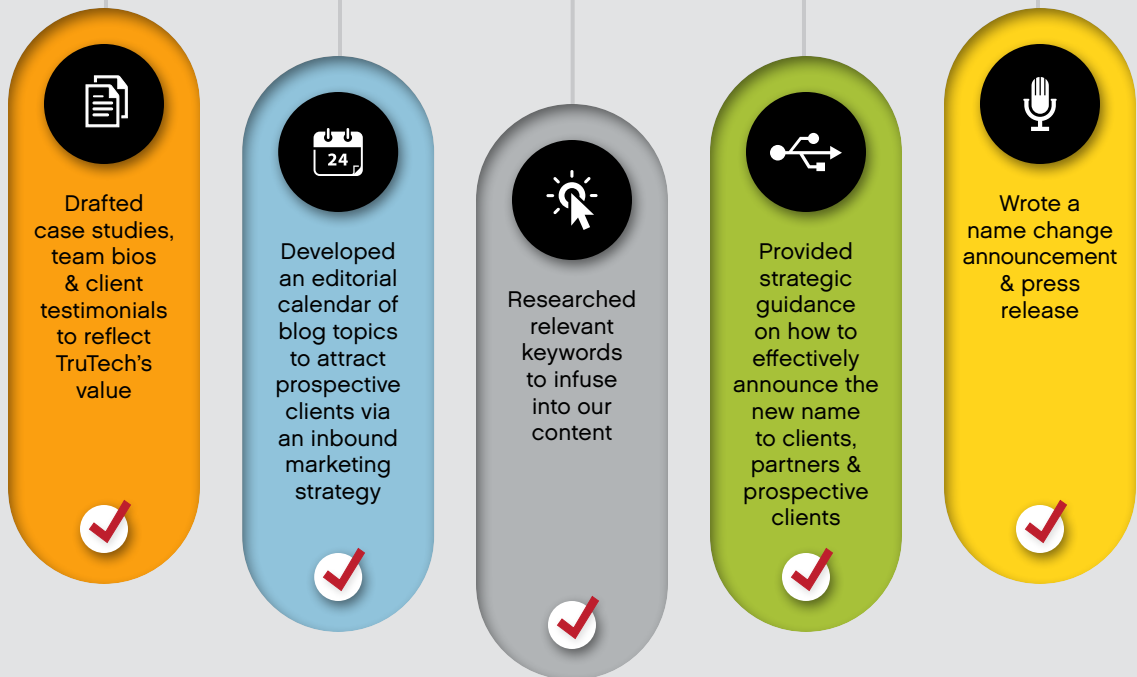 Drafted
case studies,
team bios
& client
testimonials
to reflect
TruTech's
value
24
Developed
an editorial
calendar of
blog topics
to attract
prospective
clients via
an inbound
marketing
strategy
Researched
relevant
keywords
to infuse
into our
content
Provided
strategic
guidance
on how to
effectively
announce the
new name
to clients,
partners &
prospective
clients
Wrote a
name change
announcement
& press
release